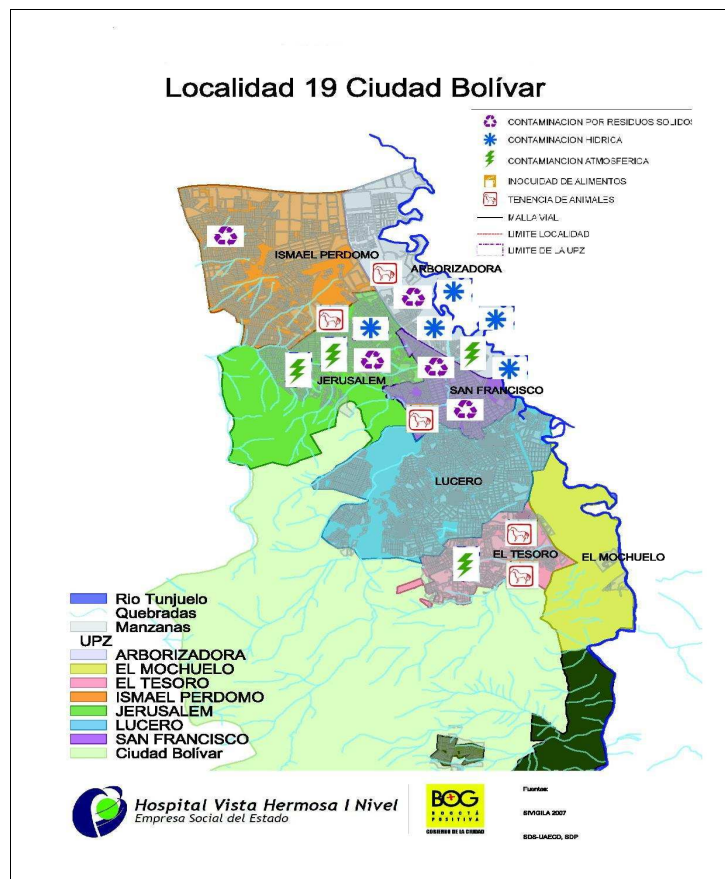 Localidad 19 Ciudad Bolívar
CONTAMINACION POR RESIDUOS SOLIDOS
CONTAMINACION HIDRICA
CONTAMIANCION ATMOSFERICA
INOCUIDAD DE ALIMENTOS
TENENCIA DE ANIMALES
MALLA VIAL
LIMITE LOCALIDAD
LIMITE DE LA UPZ
ISMAEL PERDOMO
ARBORIZADORA
JERUSALEM
SAN FRANCISCO
LUCERO
EL TESORO
EL MOCHUELO
Rio Tunjuelo
Quebradas
Manzanas
UPZ
ARBORIZADORA
EL MOCHUELO
EL TESORO
ISMAEL PERDOMO
JERUSALEM
LUCERO
SAN FRANCISCO
Ciudad Bolívar
Hospital Vista Hermosa I Nivel
Empresa Social del Estado
BOG
BOGOTÁ
POSITIVA
GOBIERNO DE LA CIUDAD
Fuentes:
SIVIGILA 2007
SDS-UAECD, SDP